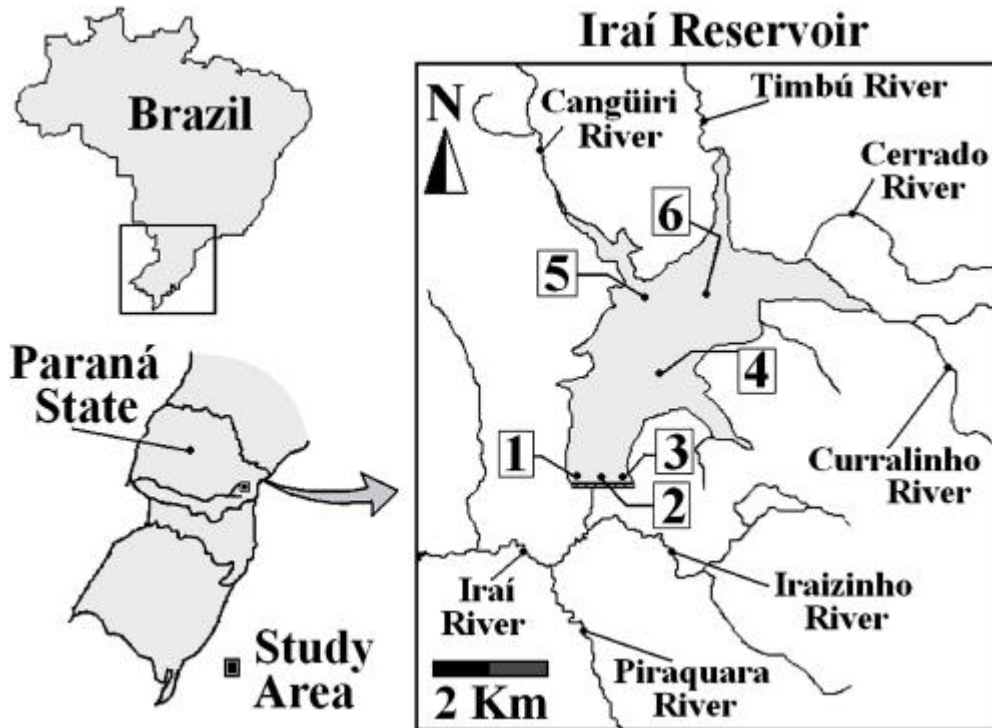 Brazil
Paraná
State
Study
Area
Iraí Reservoir
N
Cangüiri
River
Timbú River
Cerrado
River
6
5
4
1
3
2
Curralinho
River
Iraí
River
Iraizinho
River
Piraquara
River
2 Km